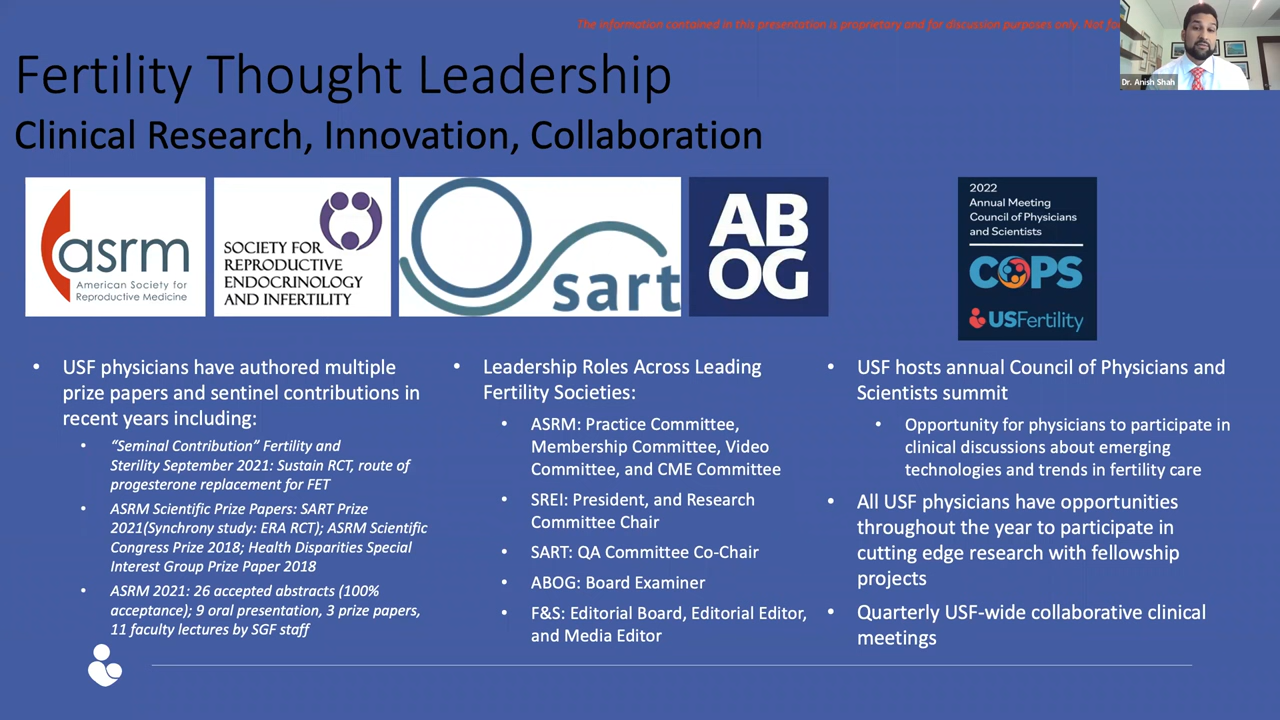 The information contained in this presentation is proprietary and for discussion purposes only. Not
Dr. Anish Shah
Fertility Thought Leadership
Clinical Research, Innovation, Collaboration
asrm
American Society for
Reproductive Medicine
SOCIETY FOR
REPRODUCTIVE
ENDOCRINOLOGY
AND INFERTILITY
sart
AB
OG
2022
Annual Meeting
Council of Physicians
and Scientists
COPS
USFertility
• USF physicians have authored multiple
prize papers and sentinel contributions in
recent years including:
• “Seminal Contribution” Fertility and
Sterility September 2021: Sustain RCT, route of
progesterone replacement for FET
• ASRM Scientific Prize Papers: SART Prize
2021(Synchrony study: ERA RCT); ASRM Scientific
Congress Prize 2018; Health Disparities Special
Interest Group Prize Paper 2018
• ASRM 2021: 26 accepted abstracts (100%
acceptance); 9 oral presentation, 3 prize papers,
11 faculty lectures by SGF staff
• Leadership Roles Across Leading
Fertility Societies:
• ASRM: Practice Committee,
Membership Committee, Video
Committee, and CME Committee
• SREI: President, and Research
Committee Chair
• SART: QA Committee Co-Chair
• ABOG: Board Examiner
• F&S: Editorial Board, Editorial Editor,
and Media Editor
• USF hosts annual Council of Physicians and
Scientists summit
• Opportunity for physicians to participate in
clinical discussions about emerging
technologies and trends in fertility care
• All USF physicians have opportunities
throughout the year to participate in
cutting edge research with fellowship
projects
• Quarterly USF-wide collaborative clinical
meetings